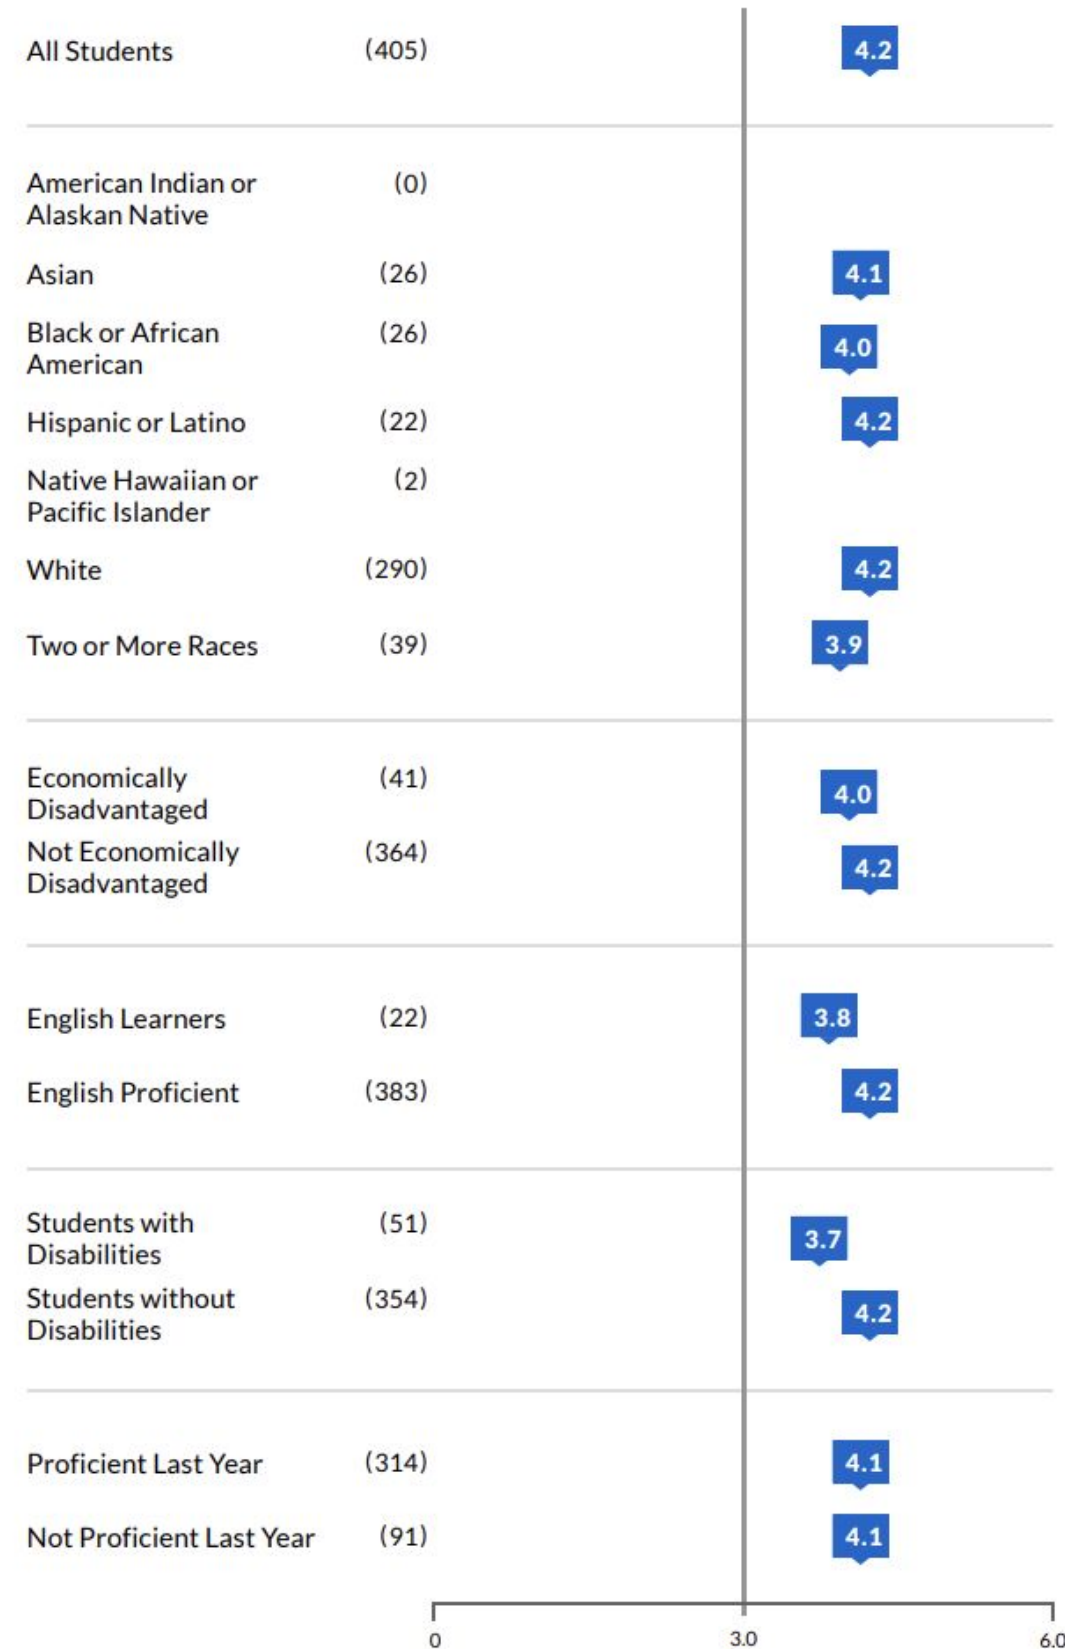 All Students (405) 4.2
American Indian or (0)
Alaskan Native
Asian (26) 4.1
Black or African (26) 4.0
American
Hispanic or Latino (22) 4.2
Native Hawaiian or (2)
Pacific Islander
White (290) 4.2
Two or More Races (39) 3.9
Economically (41) 4.0
Disadvantaged
Not Economically (364) 4.2
Disadvantaged
English Learners (22) 3.8
English Proficient (383) 4.2
Students with (51) 3.7
Disabilities
Students without (354) 4.2
Disabilities
Proficient Last Year (314) 4.1
Not Proficient Last Year (91) 4.1
0 3.0 6.0